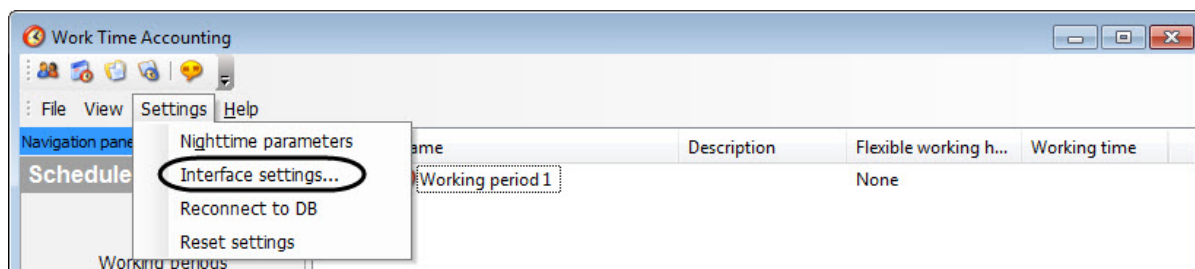 Work Time Accounting
File View Settings Help
Navigation pane
Nighttime parameters
ame Description Flexible working h... Working time
Schedule
Interface settings...
Working period 1 None
Reconnect to DB
Reset settings
Working periods